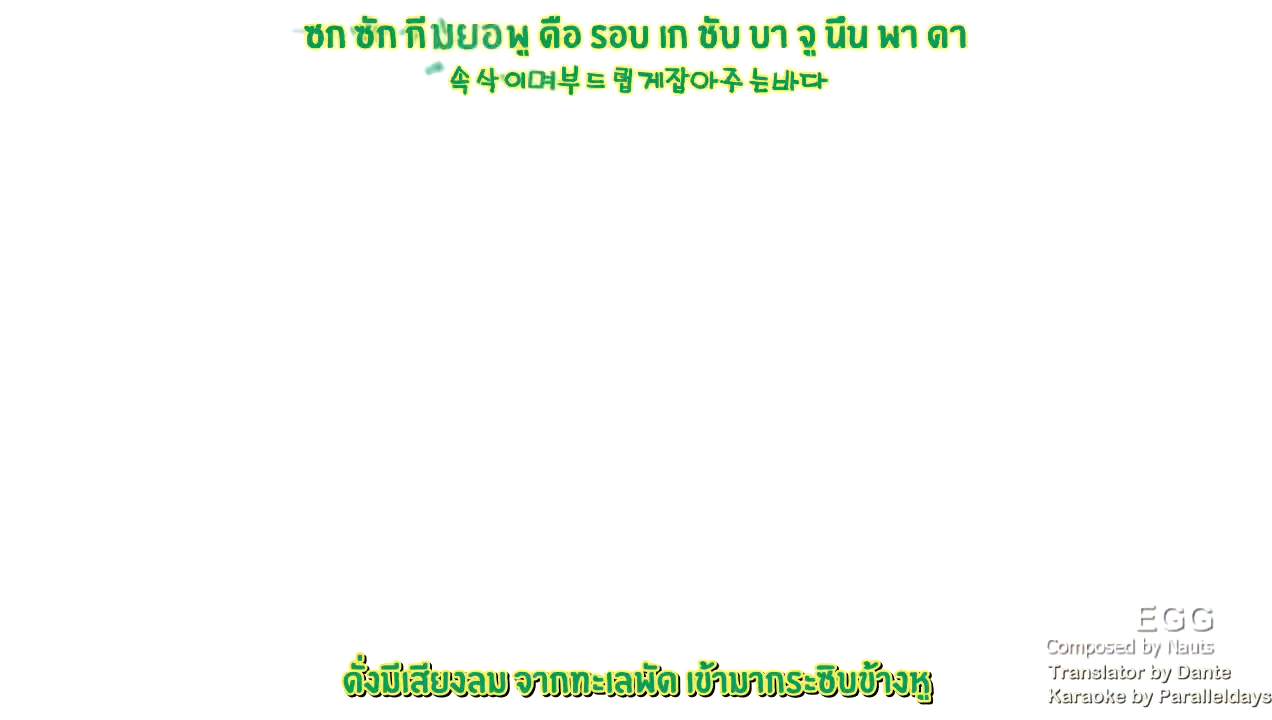 ซก ซัก กี มยอ พู ดือ รอบ เก ชับ บา จู นึน พา ดา
속 삭 이며 부 드 럽 게 잡 아 주 는 바 다
ดั่งมีเสียงลม จากทะเลพัด เข้ามากระซิบข้างหู
EGG
Composed by Nauts
Translator by Dante
Karaoke by Paralleldays